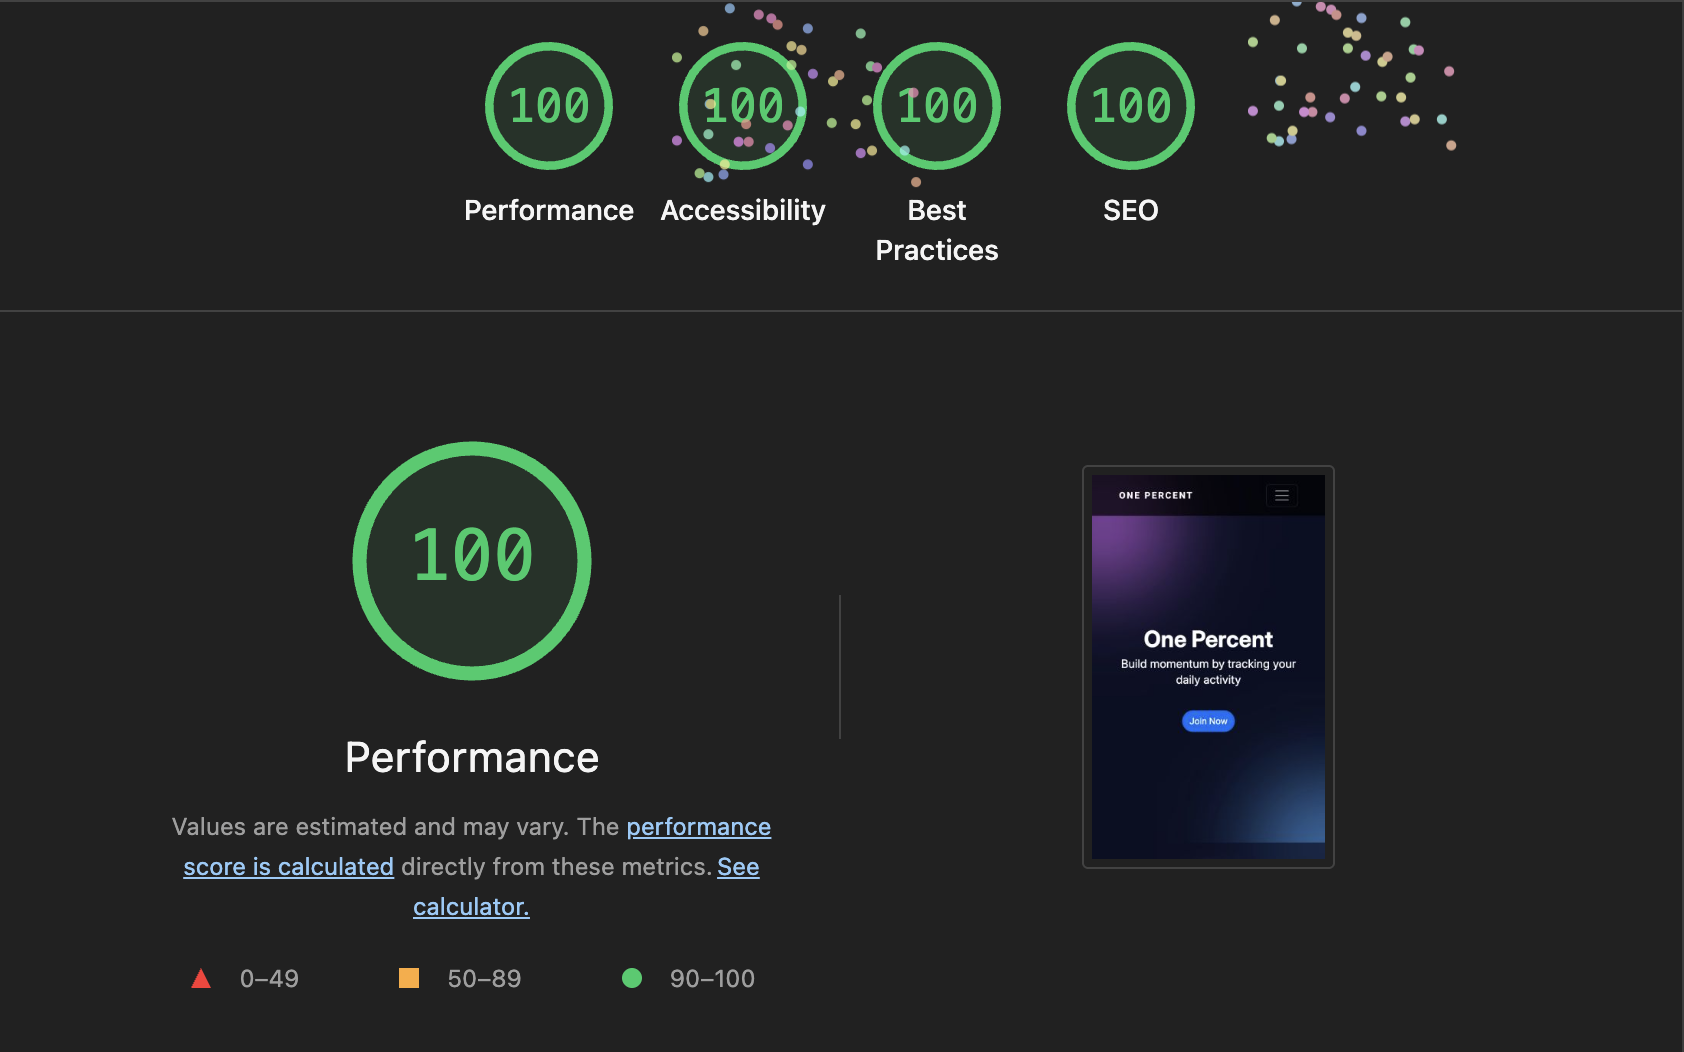 100
100
100
100
Performance
Accessibility
Best
Practices
SEO
100
Performance
Values are estimated and may vary. The performance
score is calculated directly from these metrics. See
calculator.
0–49
50–89
90–100
ONE PERCENT
One Percent
Build momentum by tracking your
daily activity
Join Now